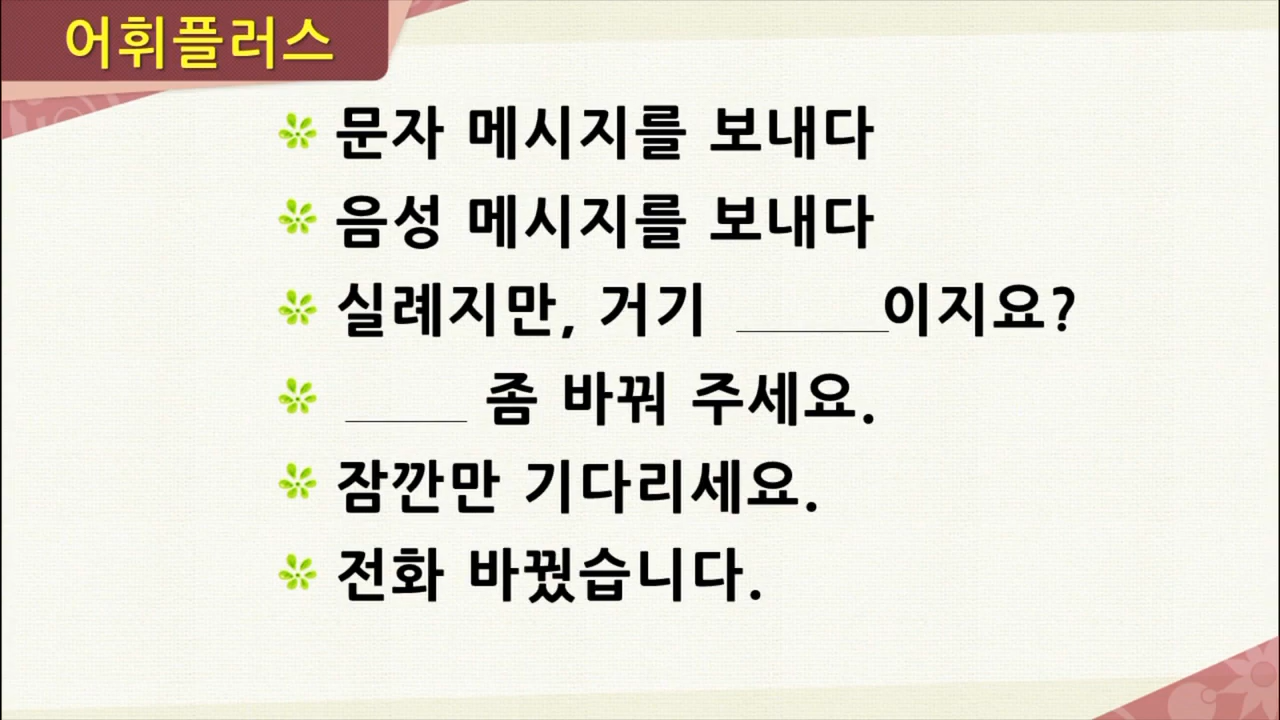 어휘플러스
문자 메시지를 보내다
음성 메시지를 보내다
실례지만, 거기 ______이지요?
_____ 좀 바꿔 주세요.
잠깐만 기다리세요.
전화 바꿨습니다.